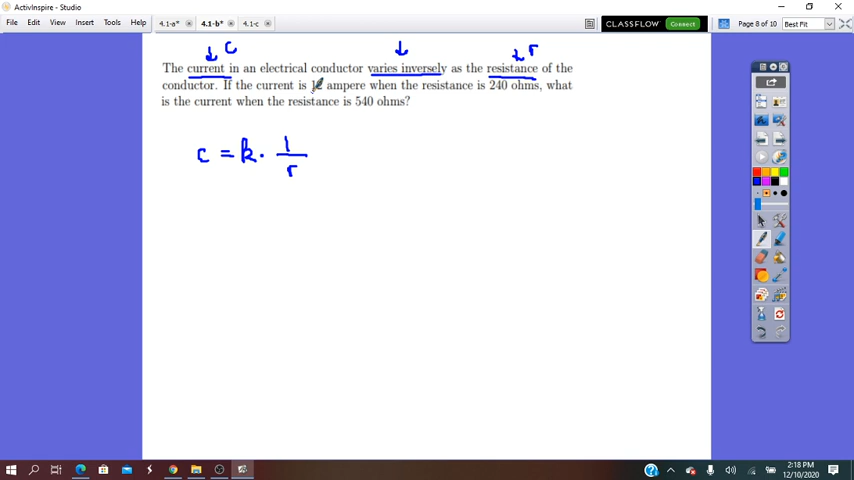 ActivInspire - Studio
File Edit View Insert Tools Help
4.1-a* 4.1-b* 4.1-c
CLASSFLOW Connect
Page 8 of 10 Best Fit
c r
The current in an electrical conductor varies inversely as the resistance of the
conductor. If the current is 12 ampere when the resistance is 240 ohms, what
is the current when the resistance is 540 ohms?
c = k · 1/r
2:18 PM
12/10/2020